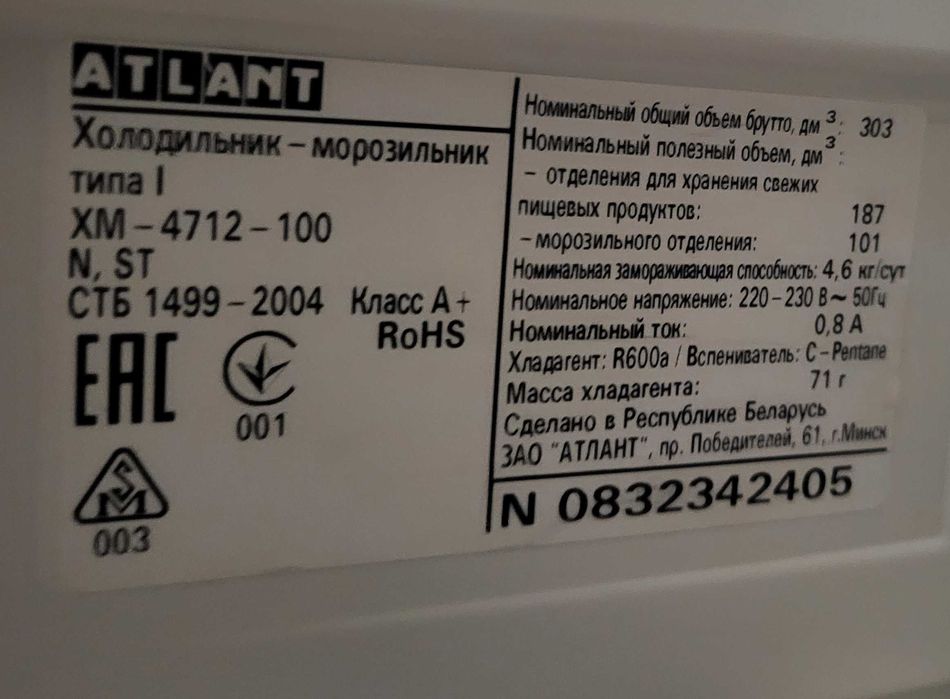 ATLANT
Холодильник – морозильник
типа I
ХМ – 4712 – 100
N, ST
СТБ 1499 – 2004 Класс А+
RoHS
EAC
001
SM
003
Номинальный общий объем брутто, дм³: 303
Номинальный полезный объем, дм³:
– отделения для хранения свежих
пищевых продуктов: 187
– морозильного отделения: 101
Номинальная замораживающая способность: 4,6 кг/сут
Номинальное напряжение: 220 – 230 В ~ 50Гц
Номинальный ток: 0,8 А
Хладагент: R600a / Вспениватель: C – Pentane
Масса хладагента: 71 г
Сделано в Республике Беларусь
ЗАО "АТЛАНТ", пр. Победителей, 61, г.Минск
N 0832342405